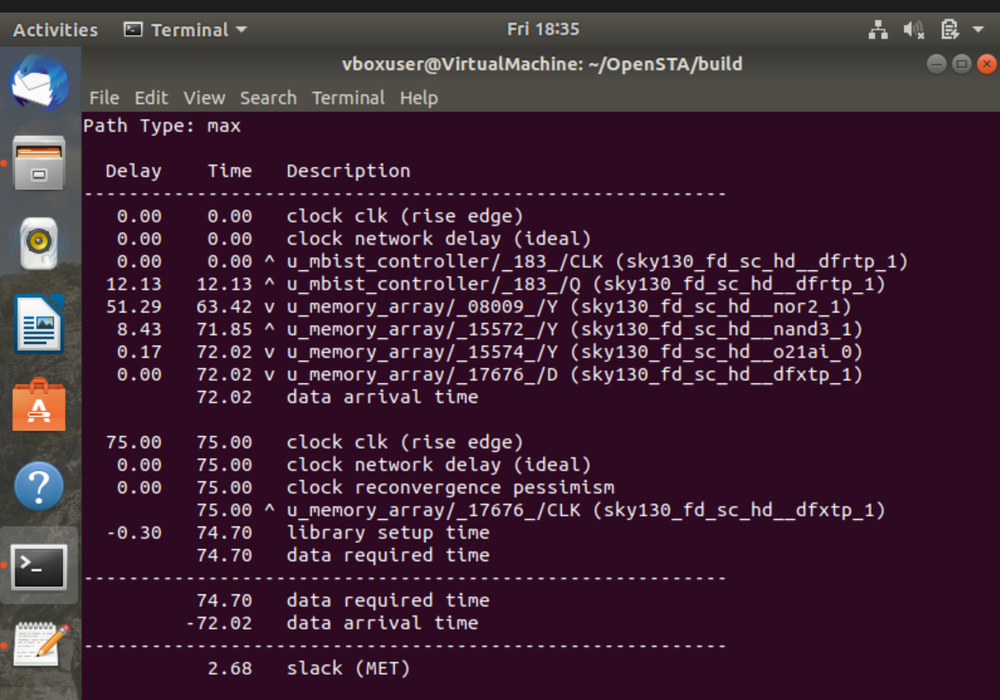 Activities Terminal Fri 18:35
vboxuser@VirtualMachine: ~/OpenSTA/build
File Edit View Search Terminal Help
Path Type: max
Delay Time Description
-----------------------------------------------------------
0.00 0.00 clock clk (rise edge)
0.00 0.00 clock network delay (ideal)
0.00 0.00 ^ u_mbist_controller/_183_/CLK (sky130_fd_sc_hd__dfrtp_1)
12.13 12.13 ^ u_mbist_controller/_183_/Q (sky130_fd_sc_hd__dfrtp_1)
51.29 63.42 v u_memory_array/_08009_/Y (sky130_fd_sc_hd__nor2_1)
8.43 71.85 ^ u_memory_array/_15572_/Y (sky130_fd_sc_hd__nand3_1)
0.17 72.02 v u_memory_array/_15574_/Y (sky130_fd_sc_hd__o21ai_0)
0.00 72.02 v u_memory_array/_17676_/D (sky130_fd_sc_hd__dfxtp_1)
72.02 data arrival time
75.00 75.00 clock clk (rise edge)
0.00 75.00 clock network delay (ideal)
0.00 75.00 clock reconvergence pessimism
75.00 ^ u_memory_array/_17676_/CLK (sky130_fd_sc_hd__dfxtp_1)
-0.30 74.70 library setup time
74.70 data required time
-----------------------------------------------------------
74.70 data required time
-72.02 data arrival time
-----------------------------------------------------------
2.68 slack (MET)